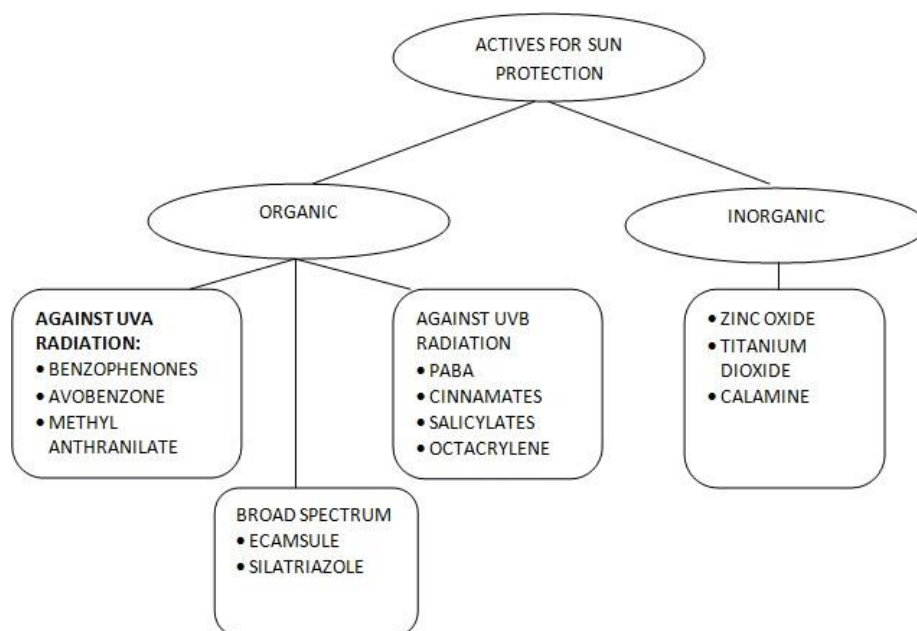 ACTIVES FOR SUN
PROTECTION
ORGANIC
INORGANIC
AGAINST UVA
RADIATION:
• BENZOPHENONES
• AVOBENZONE
• METHYL
ANTHRANILATE
AGAINST UVB
RADIATION
• PABA
• CINNAMATES
• SALICYLATES
• OCTACRYLENE
• ZINC OXIDE
• TITANIUM
DIOXIDE
• CALAMINE
BROAD SPECTRUM
• ECAMSULE
• SILATRIAZOLE